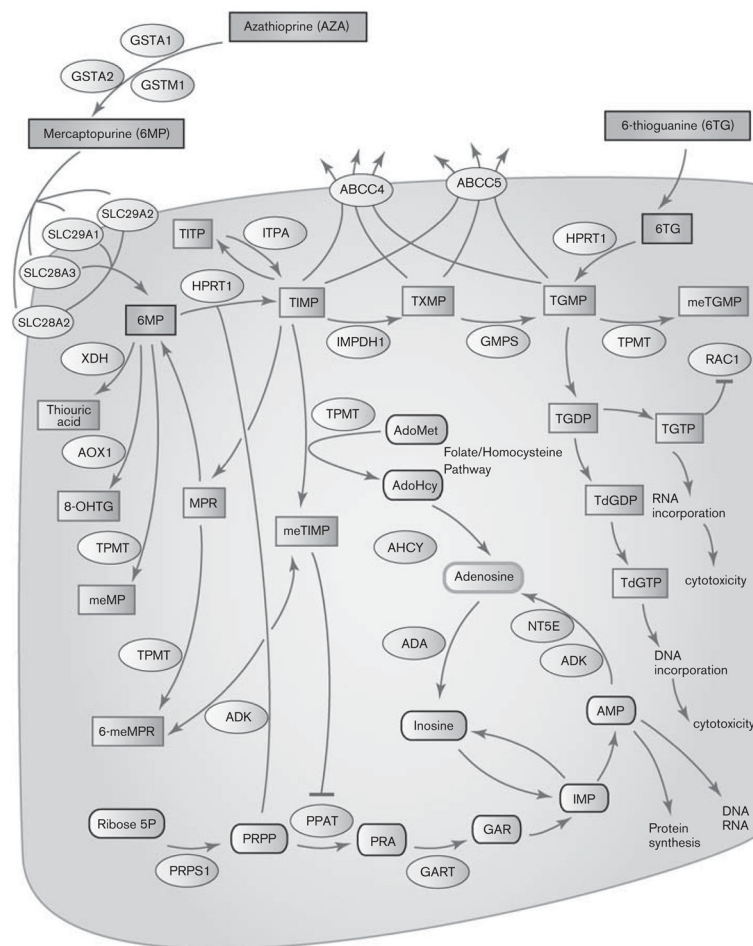 Azathioprine (AZA)
GSTA1
GSTA2
GSTM1
Mercaptopurine (6MP)
6-thioguanine (6TG)
ABCC4
ABCC5
SLC29A2
SLC29A1
SLC28A3
SLC28A2
TITP
ITPA
HPRT1
6TG
HPRT1
6MP
TIMP
TXMP
TGMP
meTGMP
IMPDH1
GMPS
TPMT
XDH
RAC1
Thiouric
acid
TPMT
AdoMet
TGDP
TGTP
AOX1
Folate/Homocysteine
Pathway
AdoHcy
8-OHTG
MPR
TdGDP
RNA
incorporation
meTIMP
TPMT
AHCY
Adenosine
TdGTP
cytotoxicity
meMP
NT5E
TPMT
ADA
ADK
DNA
incorporation
6-meMPR
ADK
Inosine
AMP
cytotoxicity
IMP
Ribose 5P
PPAT
GAR
DNA
RNA
PRPP
PRA
Protein
synthesis
PRPS1
GART